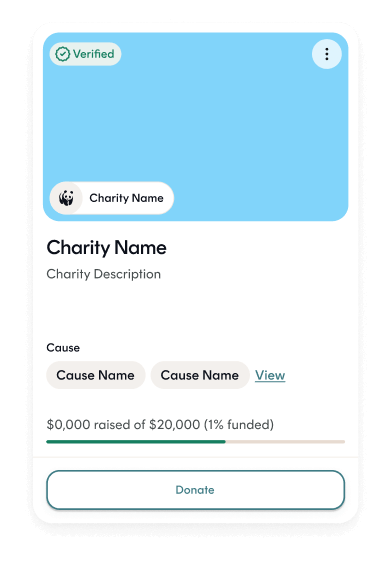 Verified
Charity Name
Charity Name
Charity Description
Cause
Cause Name Cause Name View
$0,000 raised of $20,000 (1% funded)
Donate